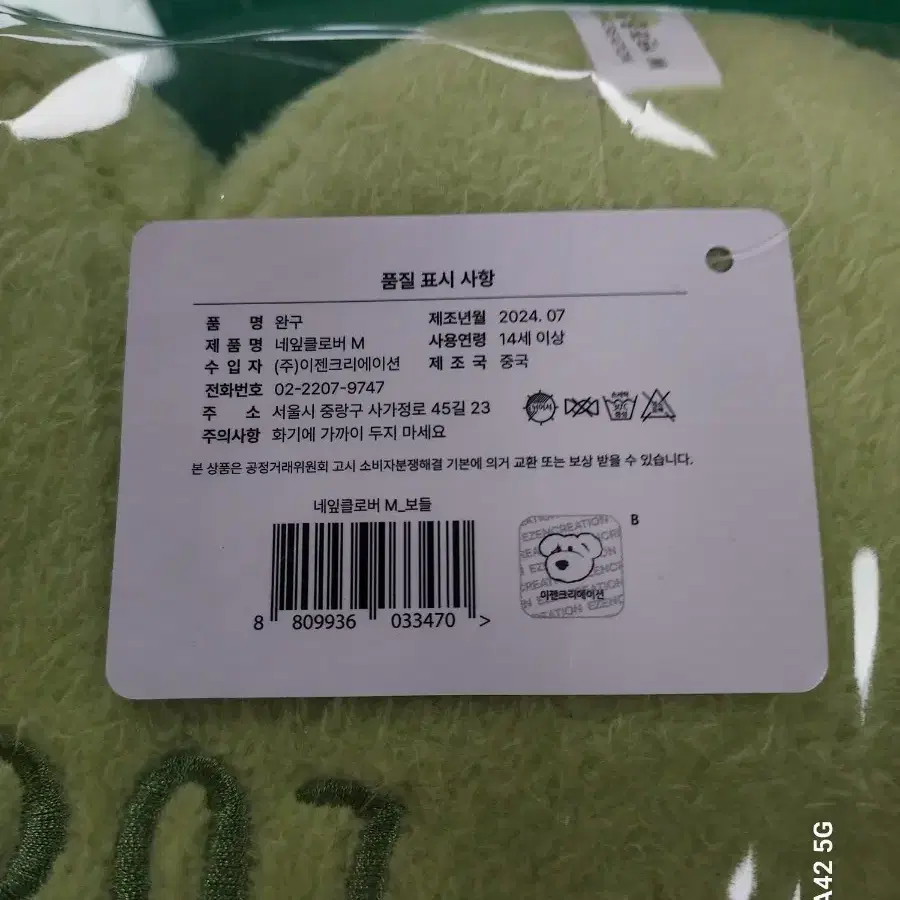 품질 표시 사항
품 명 완구 제조년월 2024. 07
제 품 명 네잎클로버 M 사용연령 14세 이상
수 입 자 (주)이젠크리에이션 제 조 국 중국
전화번호 02-2207-9747
주 소 서울시 중랑구 사가정로 45길 23
주의사항 화기에 가까이 두지 마세요
본 상품은 공정거래위원회 고시 소비자분쟁해결 기본에 의거 교환 또는 보상 받을 수 있습니다.
네잎클로버 M_보들
B
EZENCREATION
이젠크리에이션
8 809936 033470 >
A42 5G